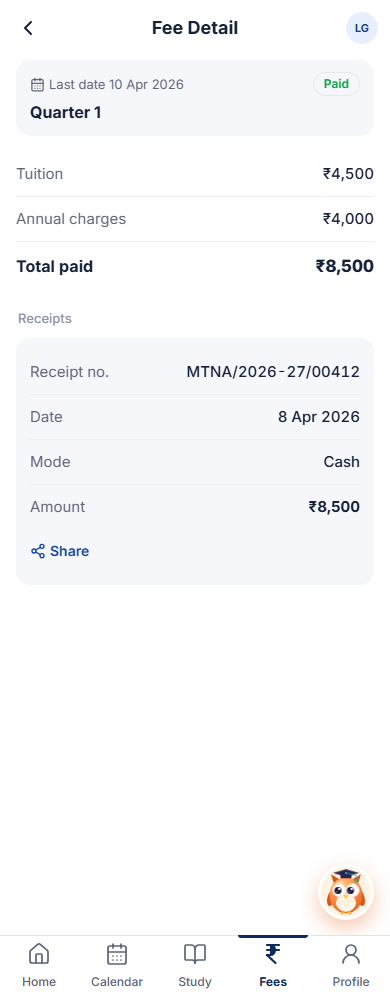 Fee Detail
LG
Last date 10 Apr 2026
Paid
Quarter 1
Tuition ₹4,500
Annual charges ₹4,000
Total paid ₹8,500
Receipts
Receipt no. MTNA/2026-27/00412
Date 8 Apr 2026
Mode Cash
Amount ₹8,500
Share
Home Calendar Study Fees Profile